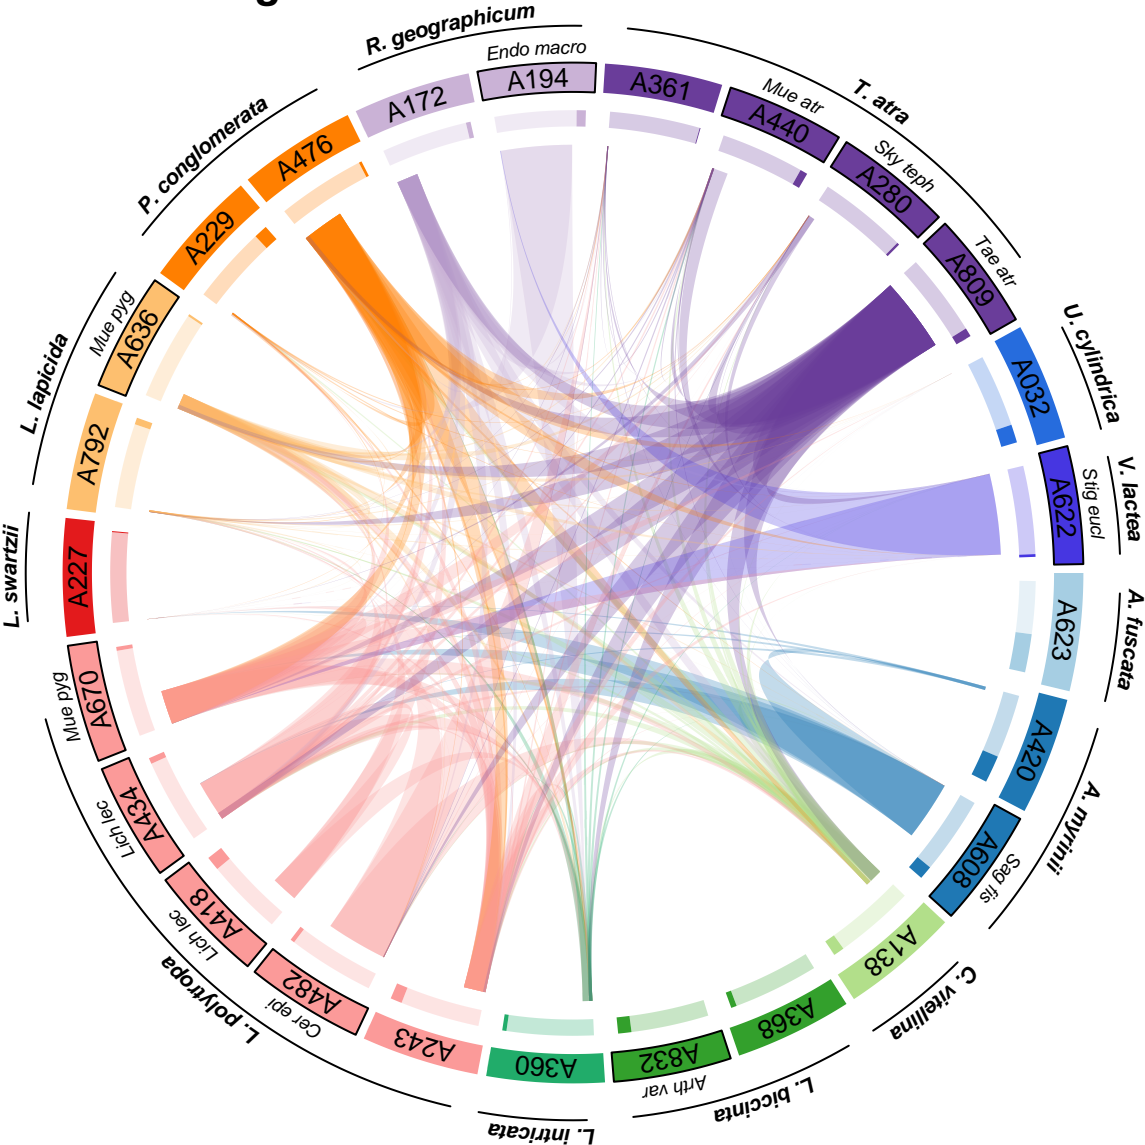 R. geographicum
Endo macro
A172
A194
T. atra
A361
Mue atr
A440
Sky teph
A280
Tae atr
A809
U. cylindrica
A032
V. lactea
Stig eucl
A622
A. fuscata
A623
A. myrinii
A420
Sag fis
A608
C. vitellina
A138
L. biccinta
A368
Arth var
A832
L. intricata
A360
L. polytropa
A243
Cer epi
A482
Lich lec
A418
Lich lec
A434
Mue pyg
A670
L. swartzii
A227
L. lapicida
A792
Mue pyg
A636
P. conglomerata
A229
A476